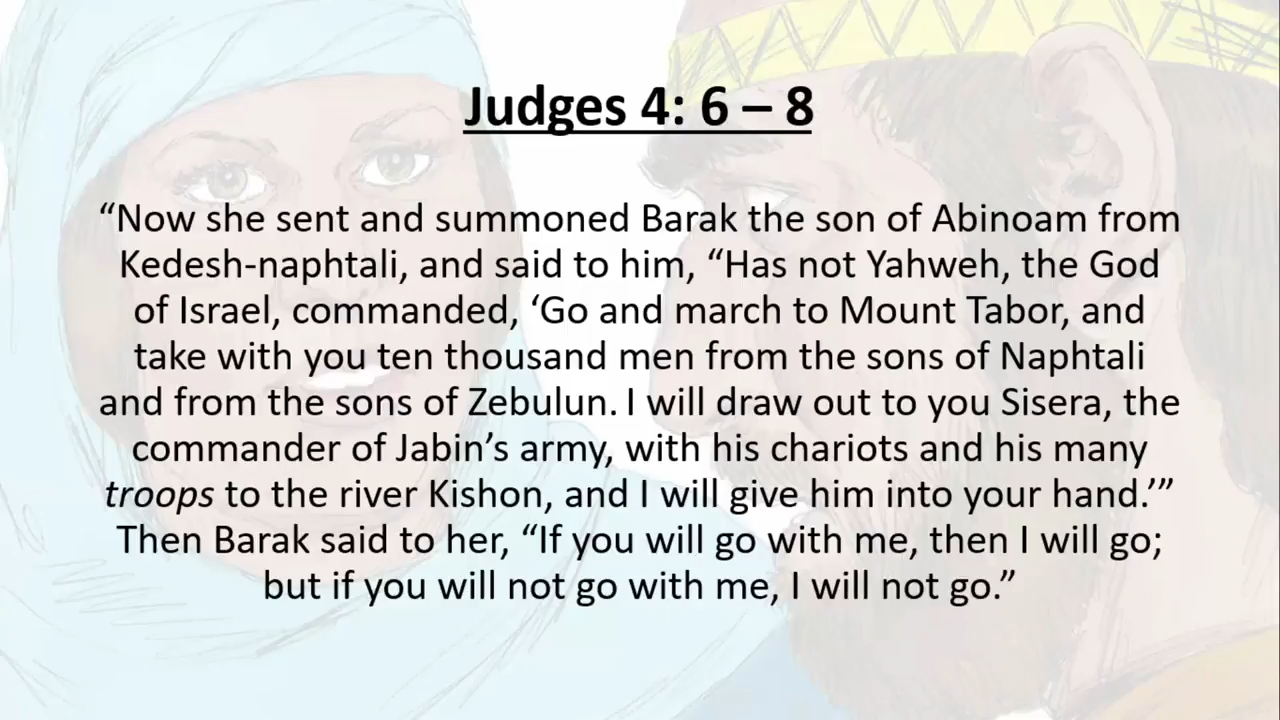 Judges 4: 6 – 8
“Now she sent and summoned Barak the son of Abinoam from
Kedesh-naphtali, and said to him, “Has not Yahweh, the God
of Israel, commanded, ‘Go and march to Mount Tabor, and
take with you ten thousand men from the sons of Naphtali
and from the sons of Zebulun. I will draw out to you Sisera, the
commander of Jabin’s army, with his chariots and his many
troops to the river Kishon, and I will give him into your hand.’”
Then Barak said to her, “If you will go with me, then I will go;
but if you will not go with me, I will not go.”